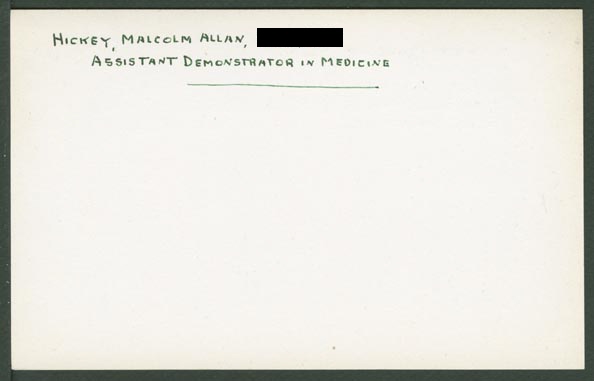 HICKEY, MALCOLM ALLAN,
ASSISTANT DEMONSTRATOR IN MEDICINE